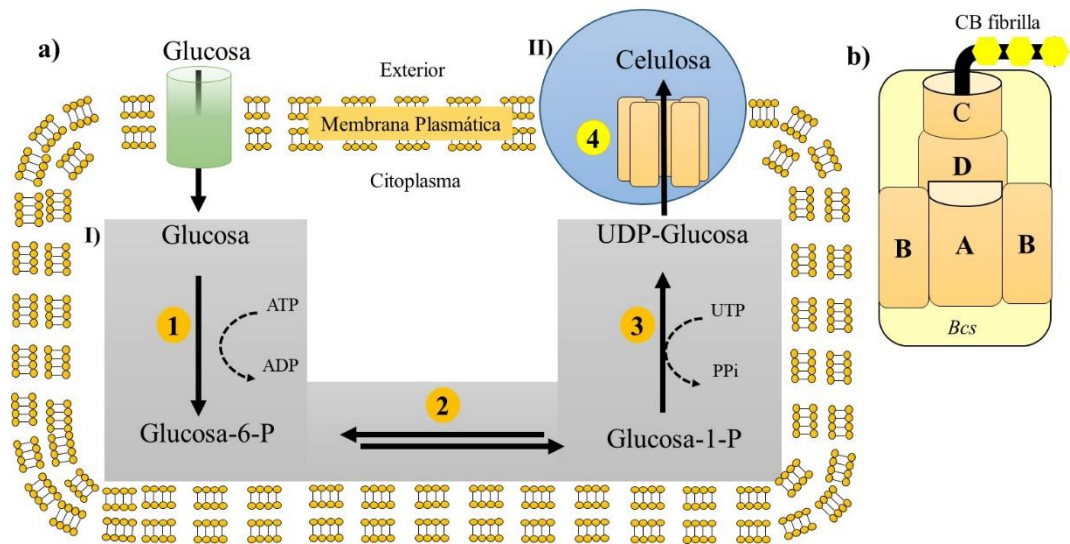 a)
Glucosa
Exterior
Membrana Plasmática
Citoplasma
II)
Celulosa
4
I)
Glucosa
1
ATP
ADP
Glucosa-6-P
2
UDP-Glucosa
3
UTP
PPi
Glucosa-1-P
b)
CB fibrilla
C
D
B
A
B
Bcs